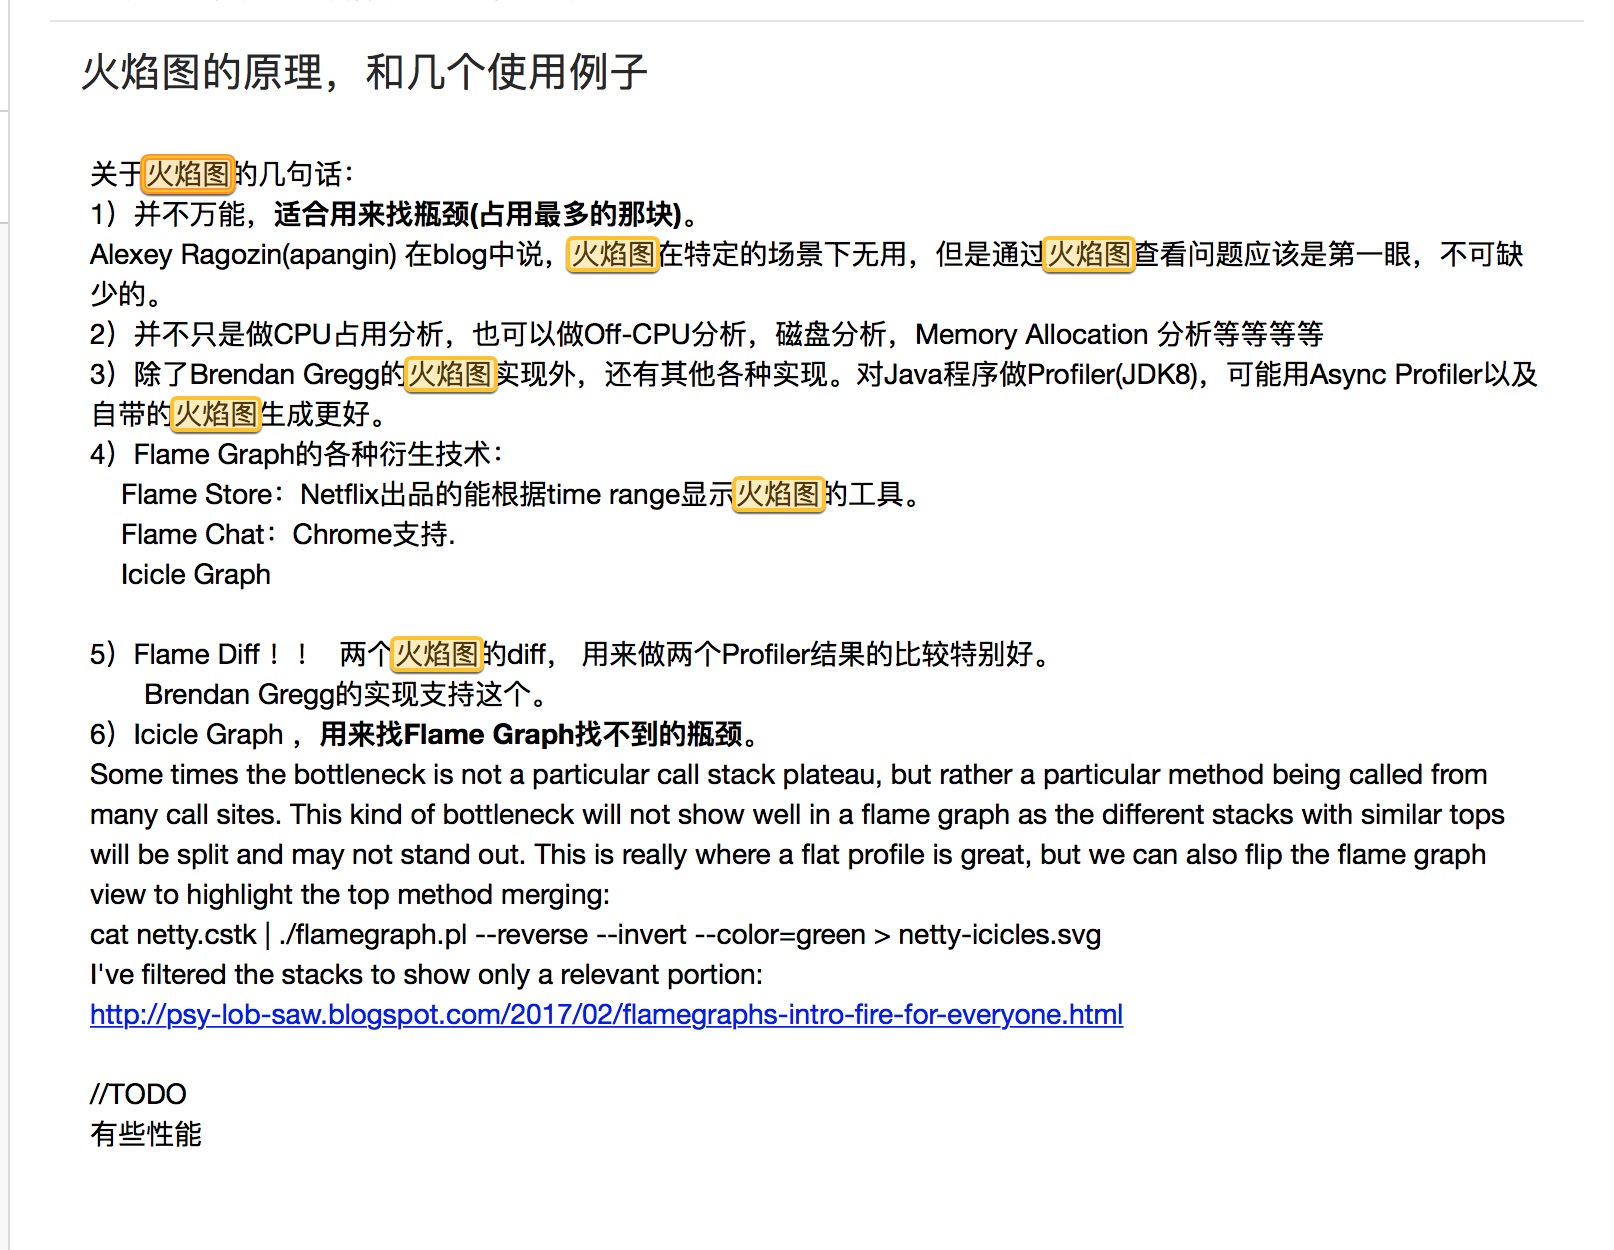 火焰图的原理，和几个使用例子
关于火焰图的几句话：
1）并不万能，适合用来找瓶颈(占用最多的那块)。
Alexey Ragozin(apangin) 在blog中说，火焰图在特定的场景下无用，但是通过火焰图查看问题应该是第一眼，不可缺
少的。
2）并不只是做CPU占用分析，也可以做Off-CPU分析，磁盘分析，Memory Allocation 分析等等等等
3）除了Brendan Gregg的火焰图实现外，还有其他各种实现。对Java程序做Profiler(JDK8)，可能用Async Profiler以及
自带的火焰图生成更好。
4）Flame Graph的各种衍生技术：
Flame Store：Netflix出品的能根据time range显示火焰图的工具。
Flame Chat：Chrome支持.
Icicle Graph
5）Flame Diff！！ 两个火焰图的diff， 用来做两个Profiler结果的比较特别好。
Brendan Gregg的实现支持这个。
6）Icicle Graph ，用来找Flame Graph找不到的瓶颈。
Some times the bottleneck is not a particular call stack plateau, but rather a particular method being called from
many call sites. This kind of bottleneck will not show well in a flame graph as the different stacks with similar tops
will be split and may not stand out. This is really where a flat profile is great, but we can also flip the flame graph
view to highlight the top method merging:
cat netty.cstk | ./flamegraph.pl --reverse --invert --color=green > netty-icicles.svg
I've filtered the stacks to show only a relevant portion:
http://psy-lob-saw.blogspot.com/2017/02/flamegraphs-intro-fire-for-everyone.html
//TODO
有些性能